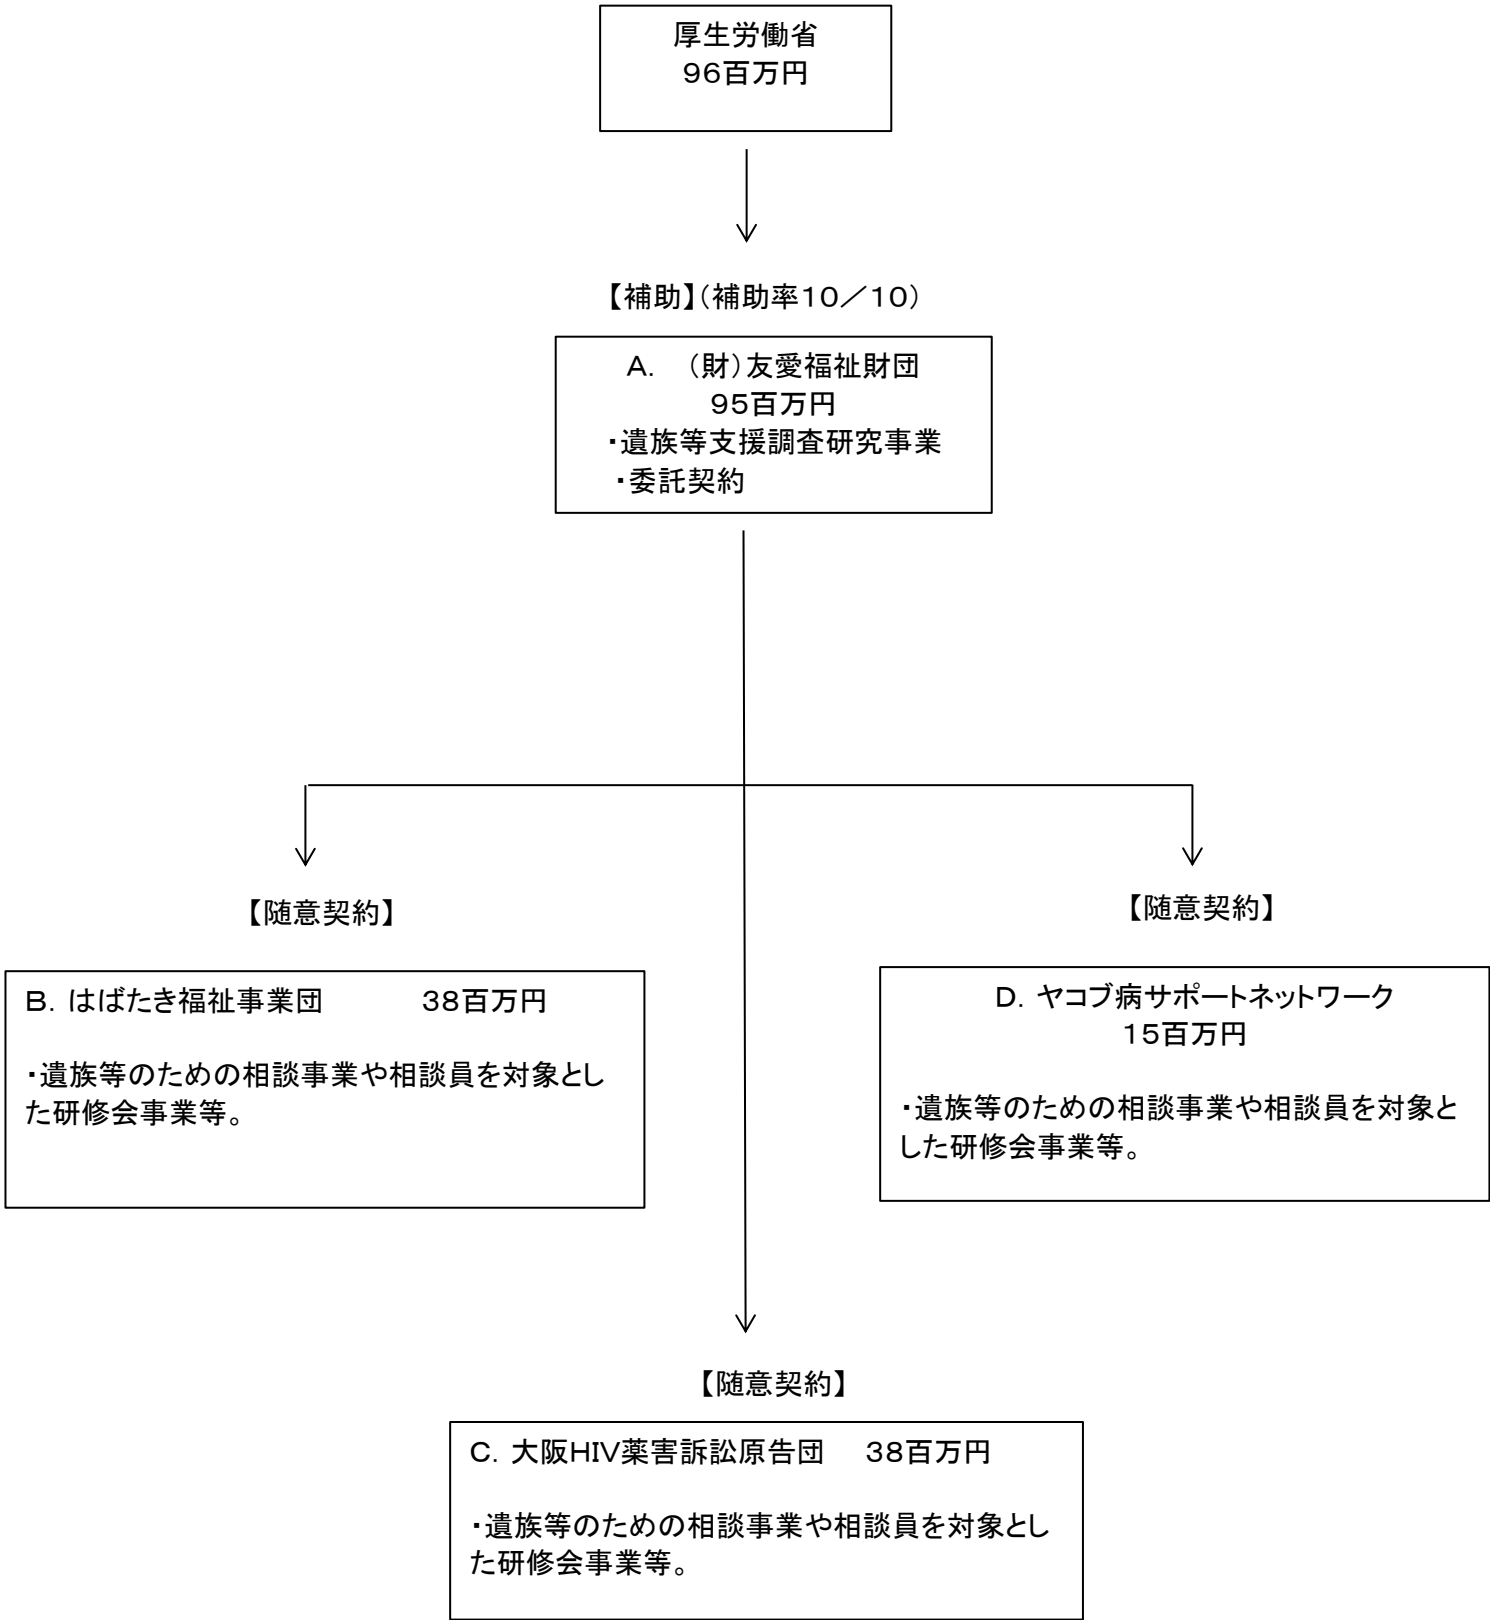 厚生労働省
96百万円
【補助】（補助率10／10）
A.　（財）友愛福祉財団
95百万円
・遺族等支援調査研究事業
・委託契約
【随意契約】
B. はばたき福祉事業団　　　38百万円
・遺族等のための相談事業や相談員を対象とし
た研修会事業等。
【随意契約】
D. ヤコブ病サポートネットワーク
15百万円
・遺族等のための相談事業や相談員を対象と
した研修会事業等。
【随意契約】
C. 大阪HIV薬害訴訟原告団　38百万円
・遺族等のための相談事業や相談員を対象とし
た研修会事業等。